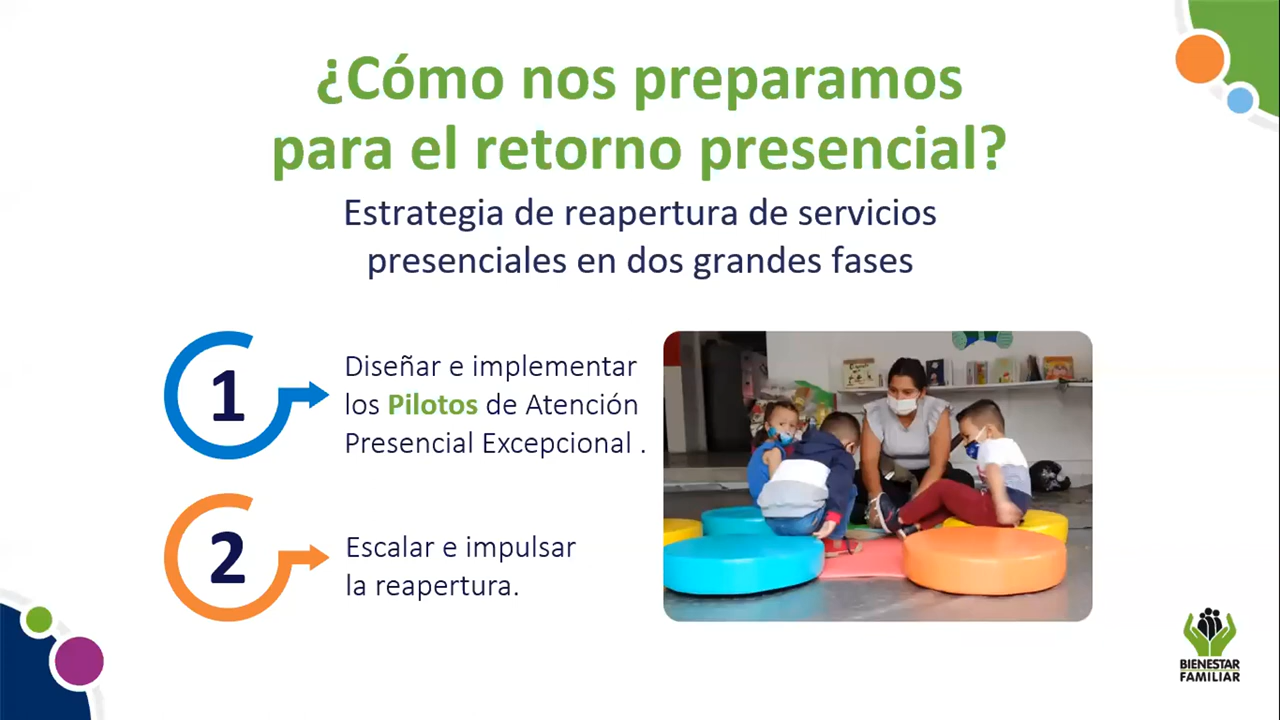 ¿Cómo nos preparamos
para el retorno presencial?
Estrategia de reapertura de servicios
presenciales en dos grandes fases
1
Diseñar e implementar
los Pilotos de Atención
Presencial Excepcional .
2
Escalar e impulsar
la reapertura.
BIENESTAR
FAMILIAR